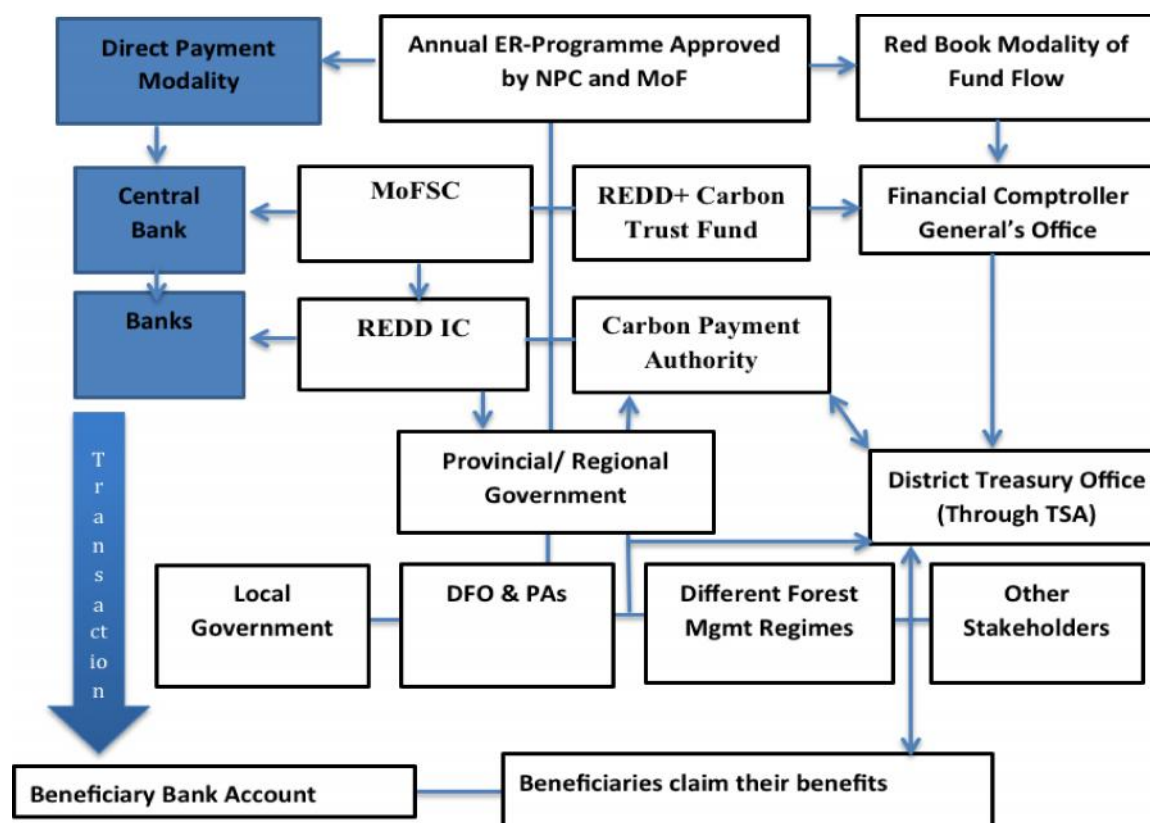 Direct Payment
Modality
Annual ER-Programme Approved
by NPC and MoF
Red Book Modality of
Fund Flow
Central
Bank
MoFSC
REDD+ Carbon
Trust Fund
Financial Comptroller
General's Office
Banks
REDD IC
Carbon Payment
Authority
Transaction
Provincial/ Regional
Government
District Treasury Office
(Through TSA)
Local
Government
DFO & PAs
Different Forest
Mgmt Regimes
Other
Stakeholders
Beneficiary Bank Account
Beneficiaries claim their benefits